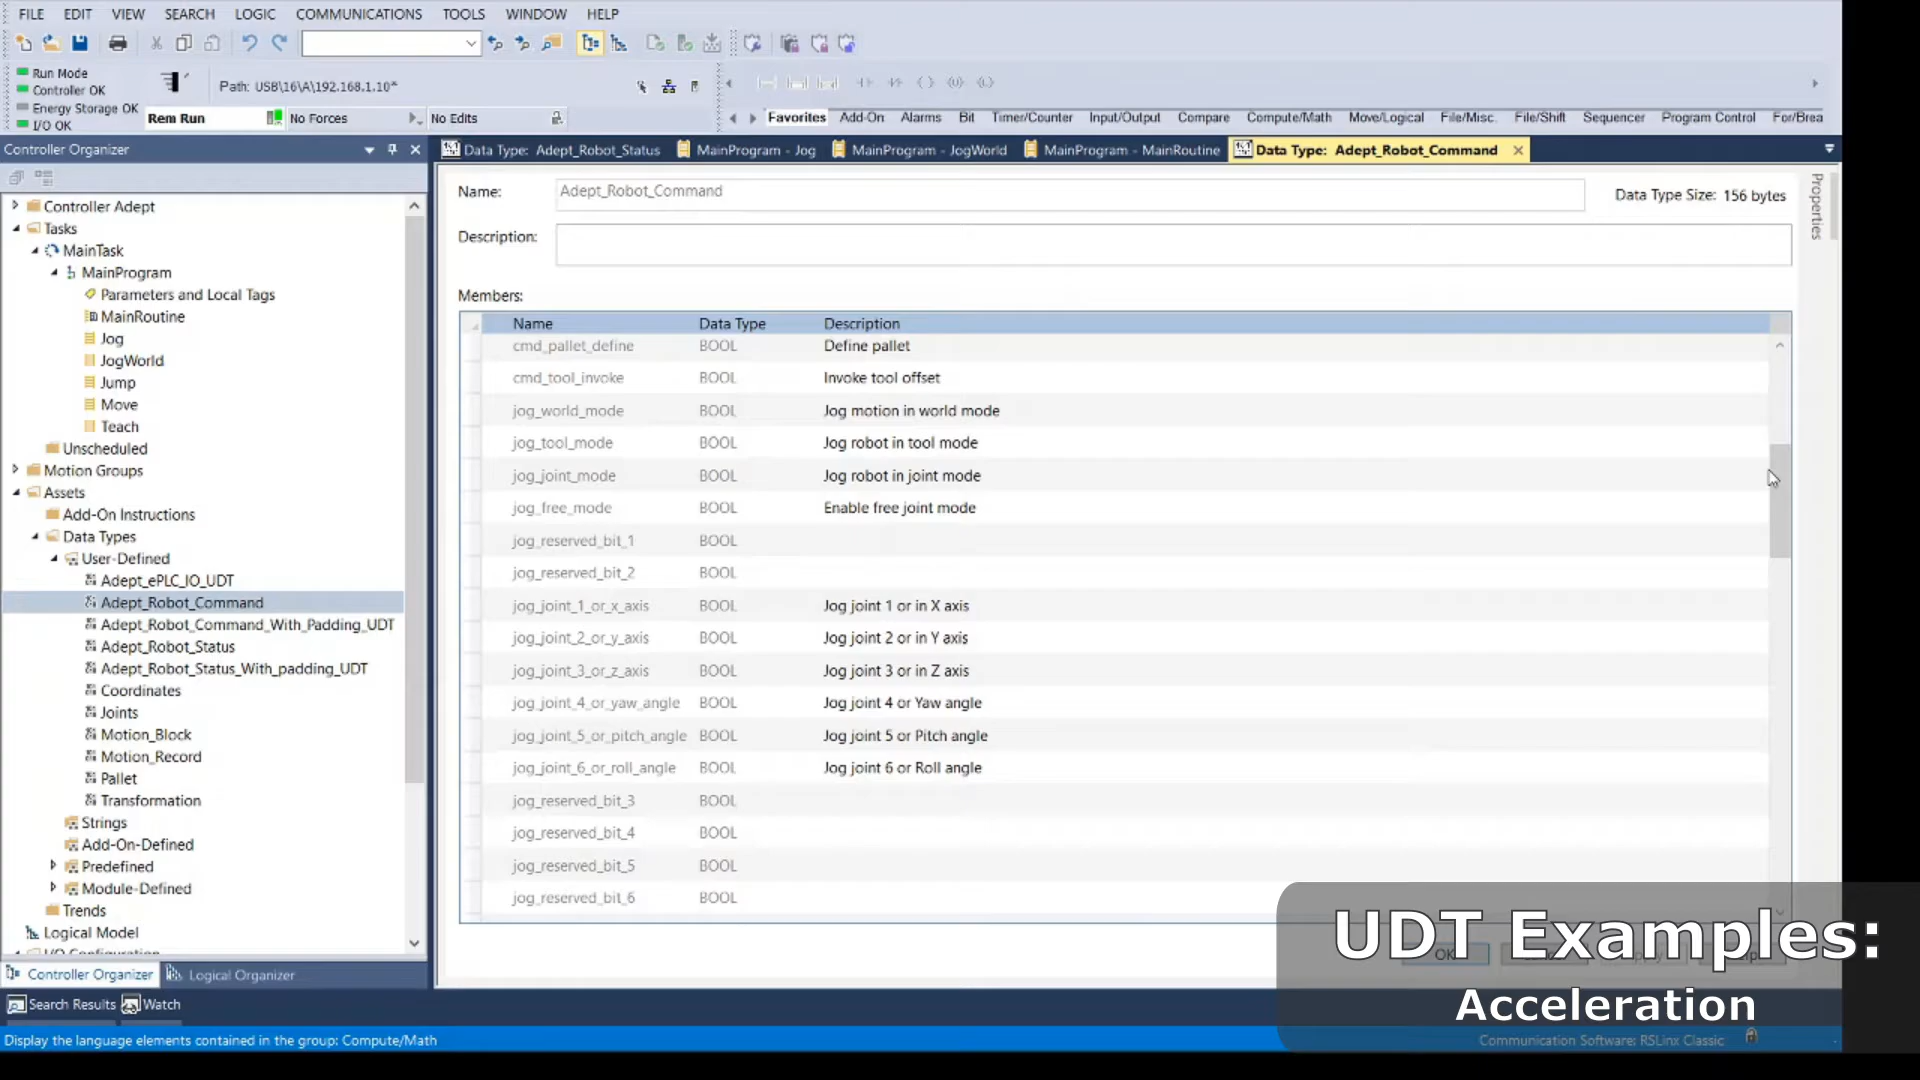 FILE EDIT VIEW SEARCH LOGIC COMMUNICATIONS TOOLS WINDOW HELP
Run Mode
Controller OK
Energy Storage OK
I/O OK
Path: USB\16\A\192.168.1.10*
Rem Run No Forces No Edits
Favorites Add-On Alarms Bit Timer/Counter Input/Output Compare Compute/Math Move/Logical File/Misc. File/Shift Sequencer Program Control For/Brea
Controller Organizer
Data Type: Adept_Robot_Status MainProgram - Jog MainProgram - JogWorld MainProgram - MainRoutine Data Type: Adept_Robot_Command
Controller Adept
Tasks
MainTask
MainProgram
Parameters and Local Tags
MainRoutine
Jog
JogWorld
Jump
Move
Teach
Unscheduled
Motion Groups
Assets
Add-On Instructions
Data Types
User-Defined
Adept_ePLC_IO_UDT
Adept_Robot_Command
Adept_Robot_Command_With_Padding_UDT
Adept_Robot_Status
Adept_Robot_Status_With_padding_UDT
Coordinates
Joints
Motion_Block
Motion_Record
Pallet
Transformation
Strings
Add-On-Defined
Predefined
Module-Defined
Trends
Logical Model
I/O Configuration
Controller Organizer Logical Organizer
Name: Adept_Robot_Command Data Type Size: 156 bytes
Description:
Properties
Members:
Name Data Type Description
cmd_pallet_define BOOL Define pallet
cmd_tool_invoke BOOL Invoke tool offset
jog_world_mode BOOL Jog motion in world mode
jog_tool_mode BOOL Jog robot in tool mode
jog_joint_mode BOOL Jog robot in joint mode
jog_free_mode BOOL Enable free joint mode
jog_reserved_bit_1 BOOL
jog_reserved_bit_2 BOOL
jog_joint_1_or_x_axis BOOL Jog joint 1 or in X axis
jog_joint_2_or_y_axis BOOL Jog joint 2 or in Y axis
jog_joint_3_or_z_axis BOOL Jog joint 3 or in Z axis
jog_joint_4_or_yaw_angle BOOL Jog joint 4 or Yaw angle
jog_joint_5_or_pitch_angle BOOL Jog joint 5 or Pitch angle
jog_joint_6_or_roll_angle BOOL Jog joint 6 or Roll angle
jog_reserved_bit_3 BOOL
jog_reserved_bit_4 BOOL
jog_reserved_bit_5 BOOL
jog_reserved_bit_6 BOOL
UDT Examples:
Acceleration
OK
Search Results Watch
Display the language elements contained in the group: Compute/Math
Communication Software: RSLinx Classic